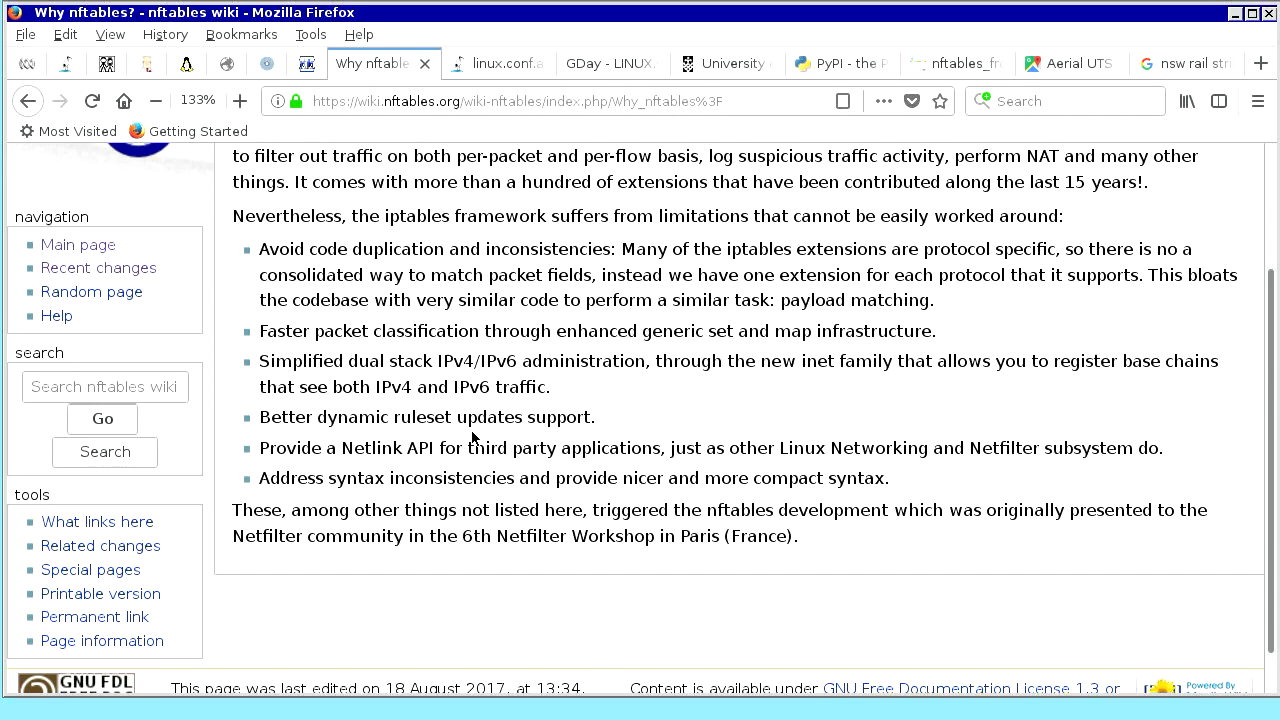 Why nftables? - nftables wiki - Mozilla Firefox
File Edit View History Bookmarks Tools Help
Why nftable linux.conf.a GDay - LINUX. University PyPI - the nftables_fr Aerial UTS nsw rail str
133% https://wiki.nftables.org/wiki-nftables/index.php/Why_nftables%3F Search
Most Visited Getting Started
to filter out traffic on both per-packet and per-flow basis, log suspicious traffic activity, perform NAT and many other
things. It comes with more than a hundred of extensions that have been contributed along the last 15 years!.
Nevertheless, the iptables framework suffers from limitations that cannot be easily worked around:
Avoid code duplication and inconsistencies: Many of the iptables extensions are protocol specific, so there is no a
consolidated way to match packet fields, instead we have one extension for each protocol that it supports. This bloats
the codebase with very similar code to perform a similar task: payload matching.
Faster packet classification through enhanced generic set and map infrastructure.
Simplified dual stack IPv4/IPv6 administration, through the new inet family that allows you to register base chains
that see both IPv4 and IPv6 traffic.
Better dynamic ruleset updates support.
Provide a Netlink API for third party applications, just as other Linux Networking and Netfilter subsystem do.
Address syntax inconsistencies and provide nicer and more compact syntax.
These, among other things not listed here, triggered the nftables development which was originally presented to the
Netfilter community in the 6th Netfilter Workshop in Paris (France).
navigation
Main page
Recent changes
Random page
Help
search
Search nftables wiki
Go
Search
tools
What links here
Related changes
Special pages
Printable version
Permanent link
Page information
GNU FDL
This page was last edited on 18 August 2017, at 13:34.
Content is available under GNU Free Documentation License 1.3 or
Powered By